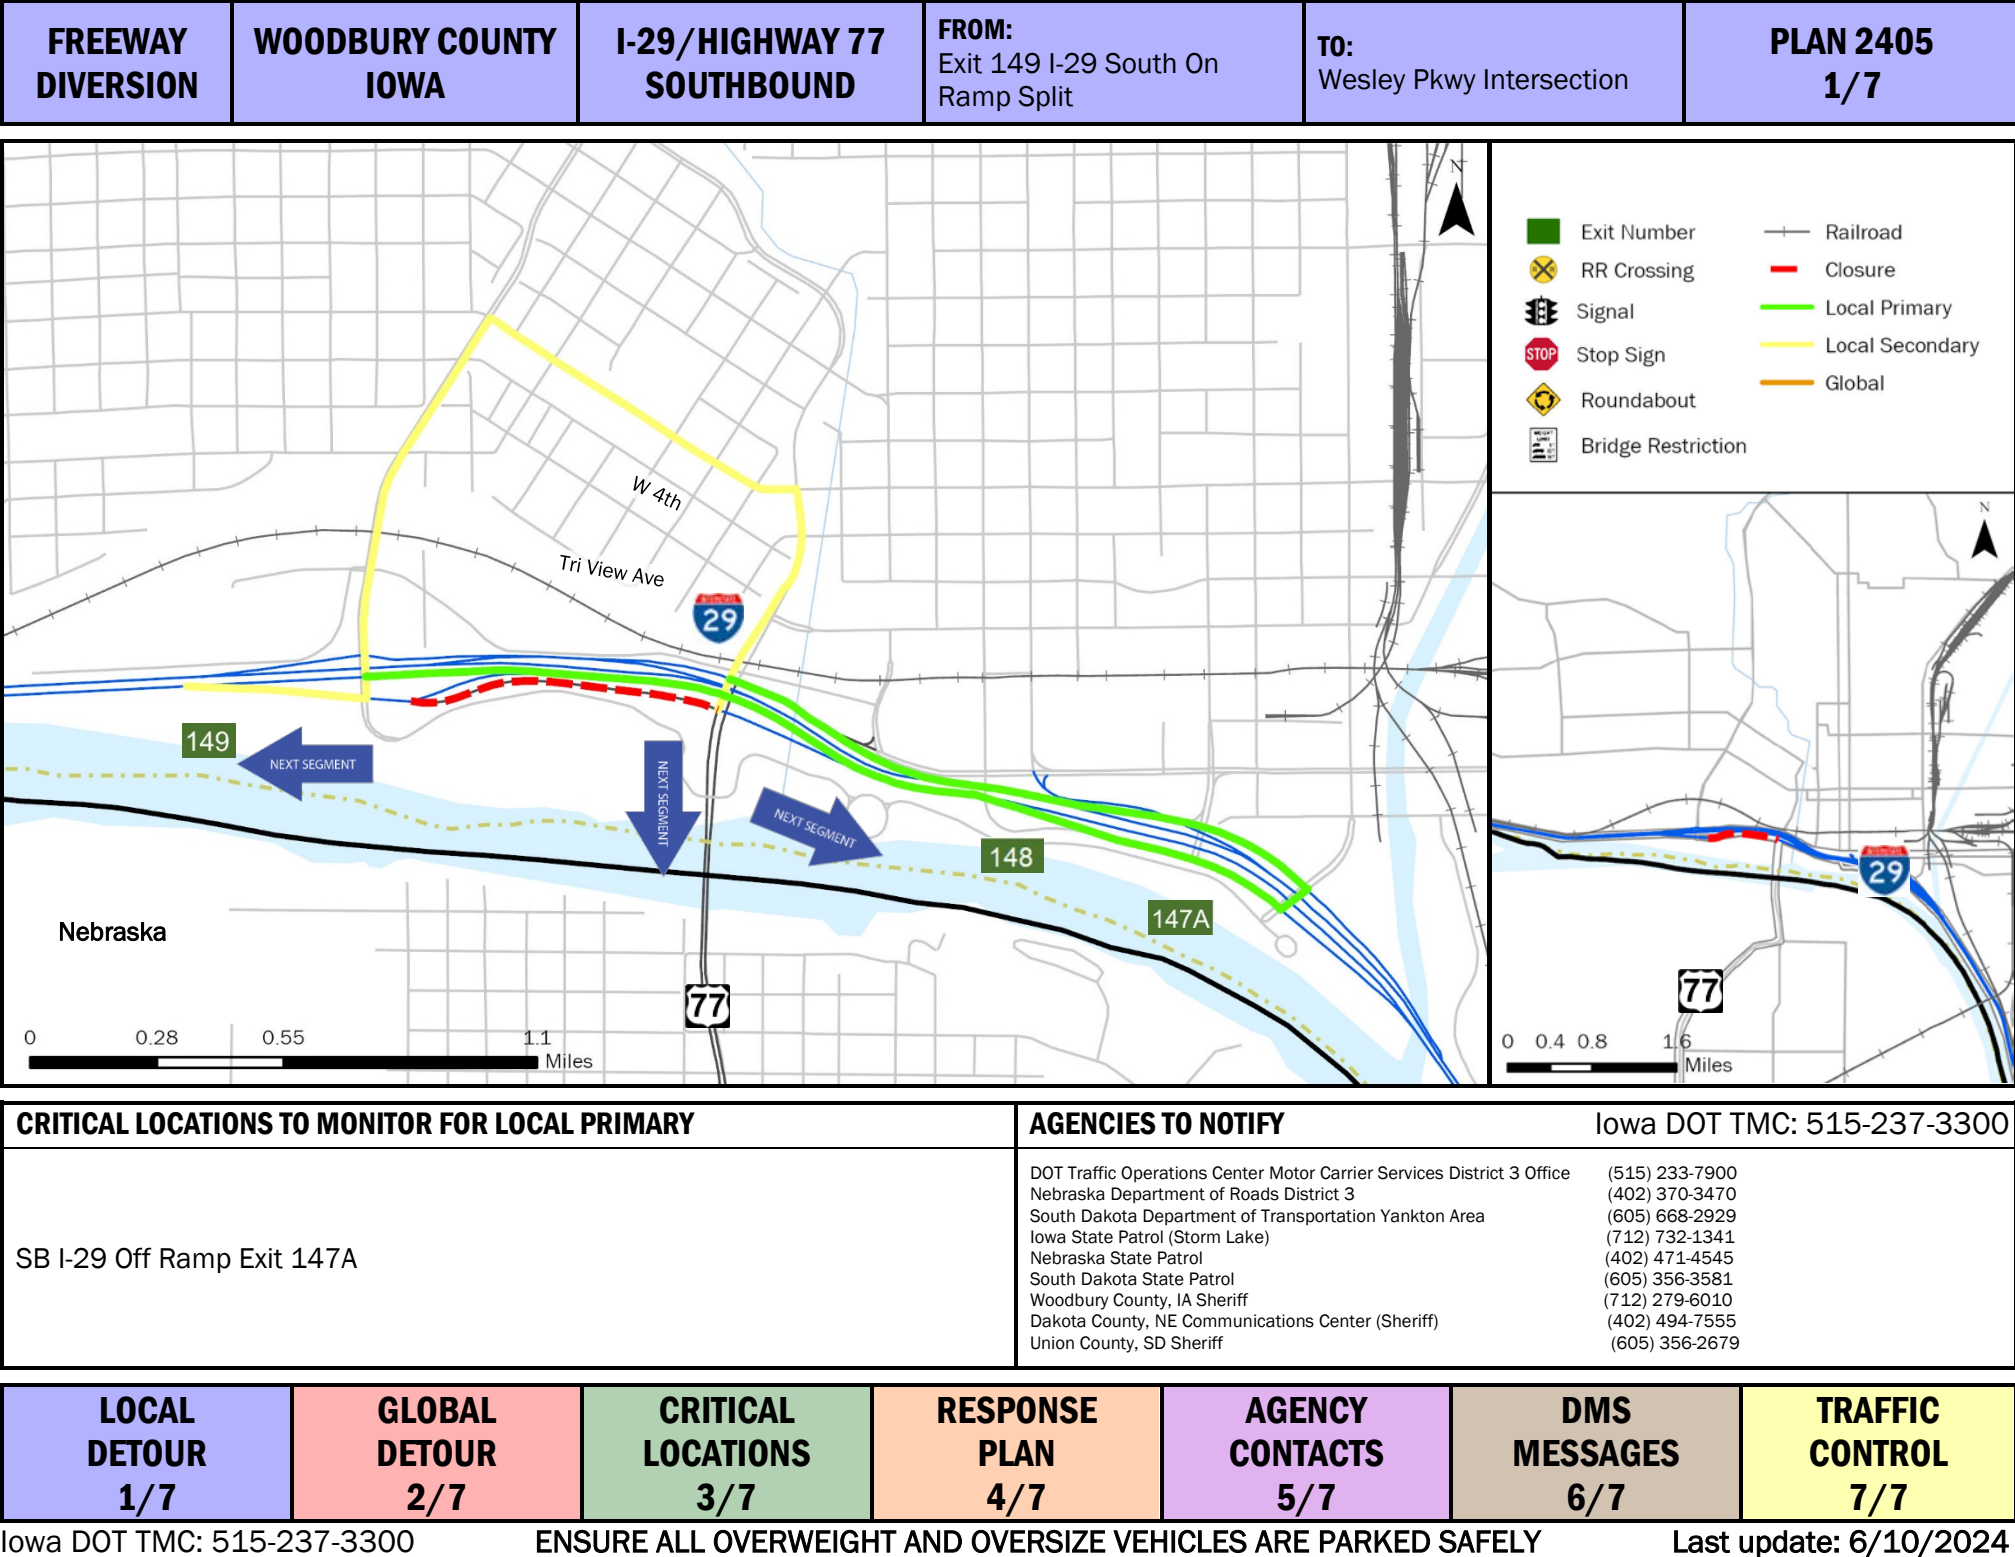 FREEWAY
DIVERSION
WOODBURY COUNTY
IOWA
I-29/HIGHWAY 77
SOUTHBOUND
FROM:
Exit 149 I-29 South On
Ramp Split
TO:
Wesley Pkwy Intersection
PLAN 2405
1/7
N
W 4th
Tri View Ave
INTERSTATE
29
149
NEXT SEGMENT
NEXT SEGMENT
NEXT SEGMENT
148
147A
Nebraska
77
0 0.28 0.55 1.1
Miles
Exit Number
RR Crossing
Signal
STOP Stop Sign
Roundabout
WEIGHT
LIMIT
Bridge Restriction
Railroad
Closure
Local Primary
Local Secondary
Global
N
INTERSTATE
29
77
0 0.4 0.8 1.6
Miles
CRITICAL LOCATIONS TO MONITOR FOR LOCAL PRIMARY
SB I-29 Off Ramp Exit 147A
AGENCIES TO NOTIFY Iowa DOT TMC: 515-237-3300
DOT Traffic Operations Center Motor Carrier Services District 3 Office (515) 233-7900
Nebraska Department of Roads District 3 (402) 370-3470
South Dakota Department of Transportation Yankton Area (605) 668-2929
Iowa State Patrol (Storm Lake) (712) 732-1341
Nebraska State Patrol (402) 471-4545
South Dakota State Patrol (605) 356-3581
Woodbury County, IA Sheriff (712) 279-6010
Dakota County, NE Communications Center (Sheriff) (402) 494-7555
Union County, SD Sheriff (605) 356-2679
LOCAL
DETOUR
1/7
GLOBAL
DETOUR
2/7
CRITICAL
LOCATIONS
3/7
RESPONSE
PLAN
4/7
AGENCY
CONTACTS
5/7
DMS
MESSAGES
6/7
TRAFFIC
CONTROL
7/7
Iowa DOT TMC: 515-237-3300 ENSURE ALL OVERWEIGHT AND OVERSIZE VEHICLES ARE PARKED SAFELY Last update: 6/10/2024